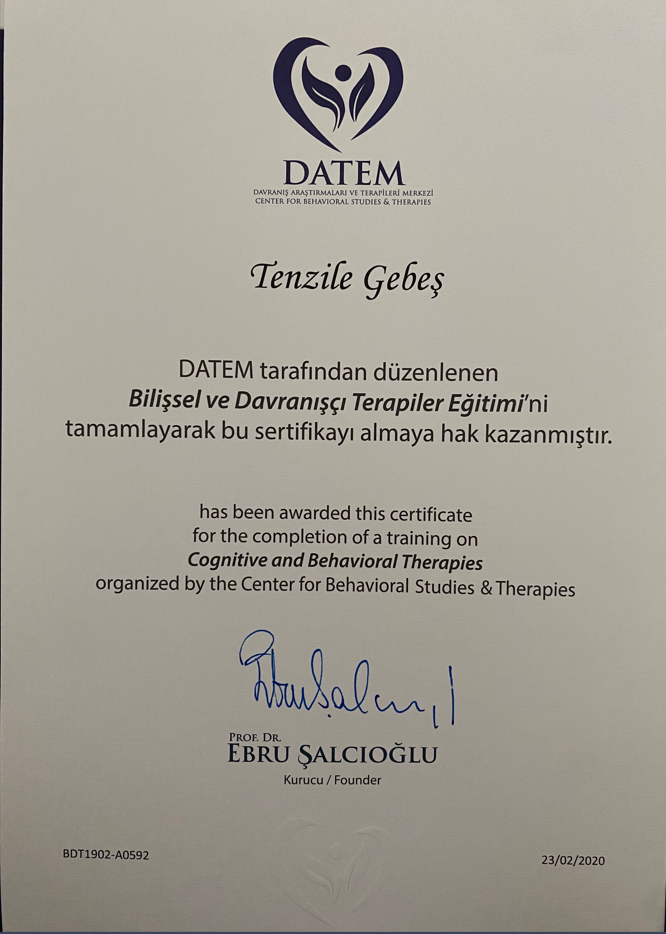 DATEM
DAVRANIŞ ARAŞTIRMALARI VE TERAPİLERİ MERKEZİ
CENTER FOR BEHAVIORAL STUDIES & THERAPIES
Tenzile Gebeş
DATEM tarafından düzenlenen
Bilişsel ve Davranışçı Terapiler Eğitimi'ni
tamamlayarak bu sertifikayı almaya hak kazanmıştır.
has been awarded this certificate
for the completion of a training on
Cognitive and Behavioral Therapies
organized by the Center for Behavioral Studies & Therapies
PROF. DR.
EBRU ŞALCIOĞLU
Kurucu / Founder
BDT1902-A0592
23/02/2020